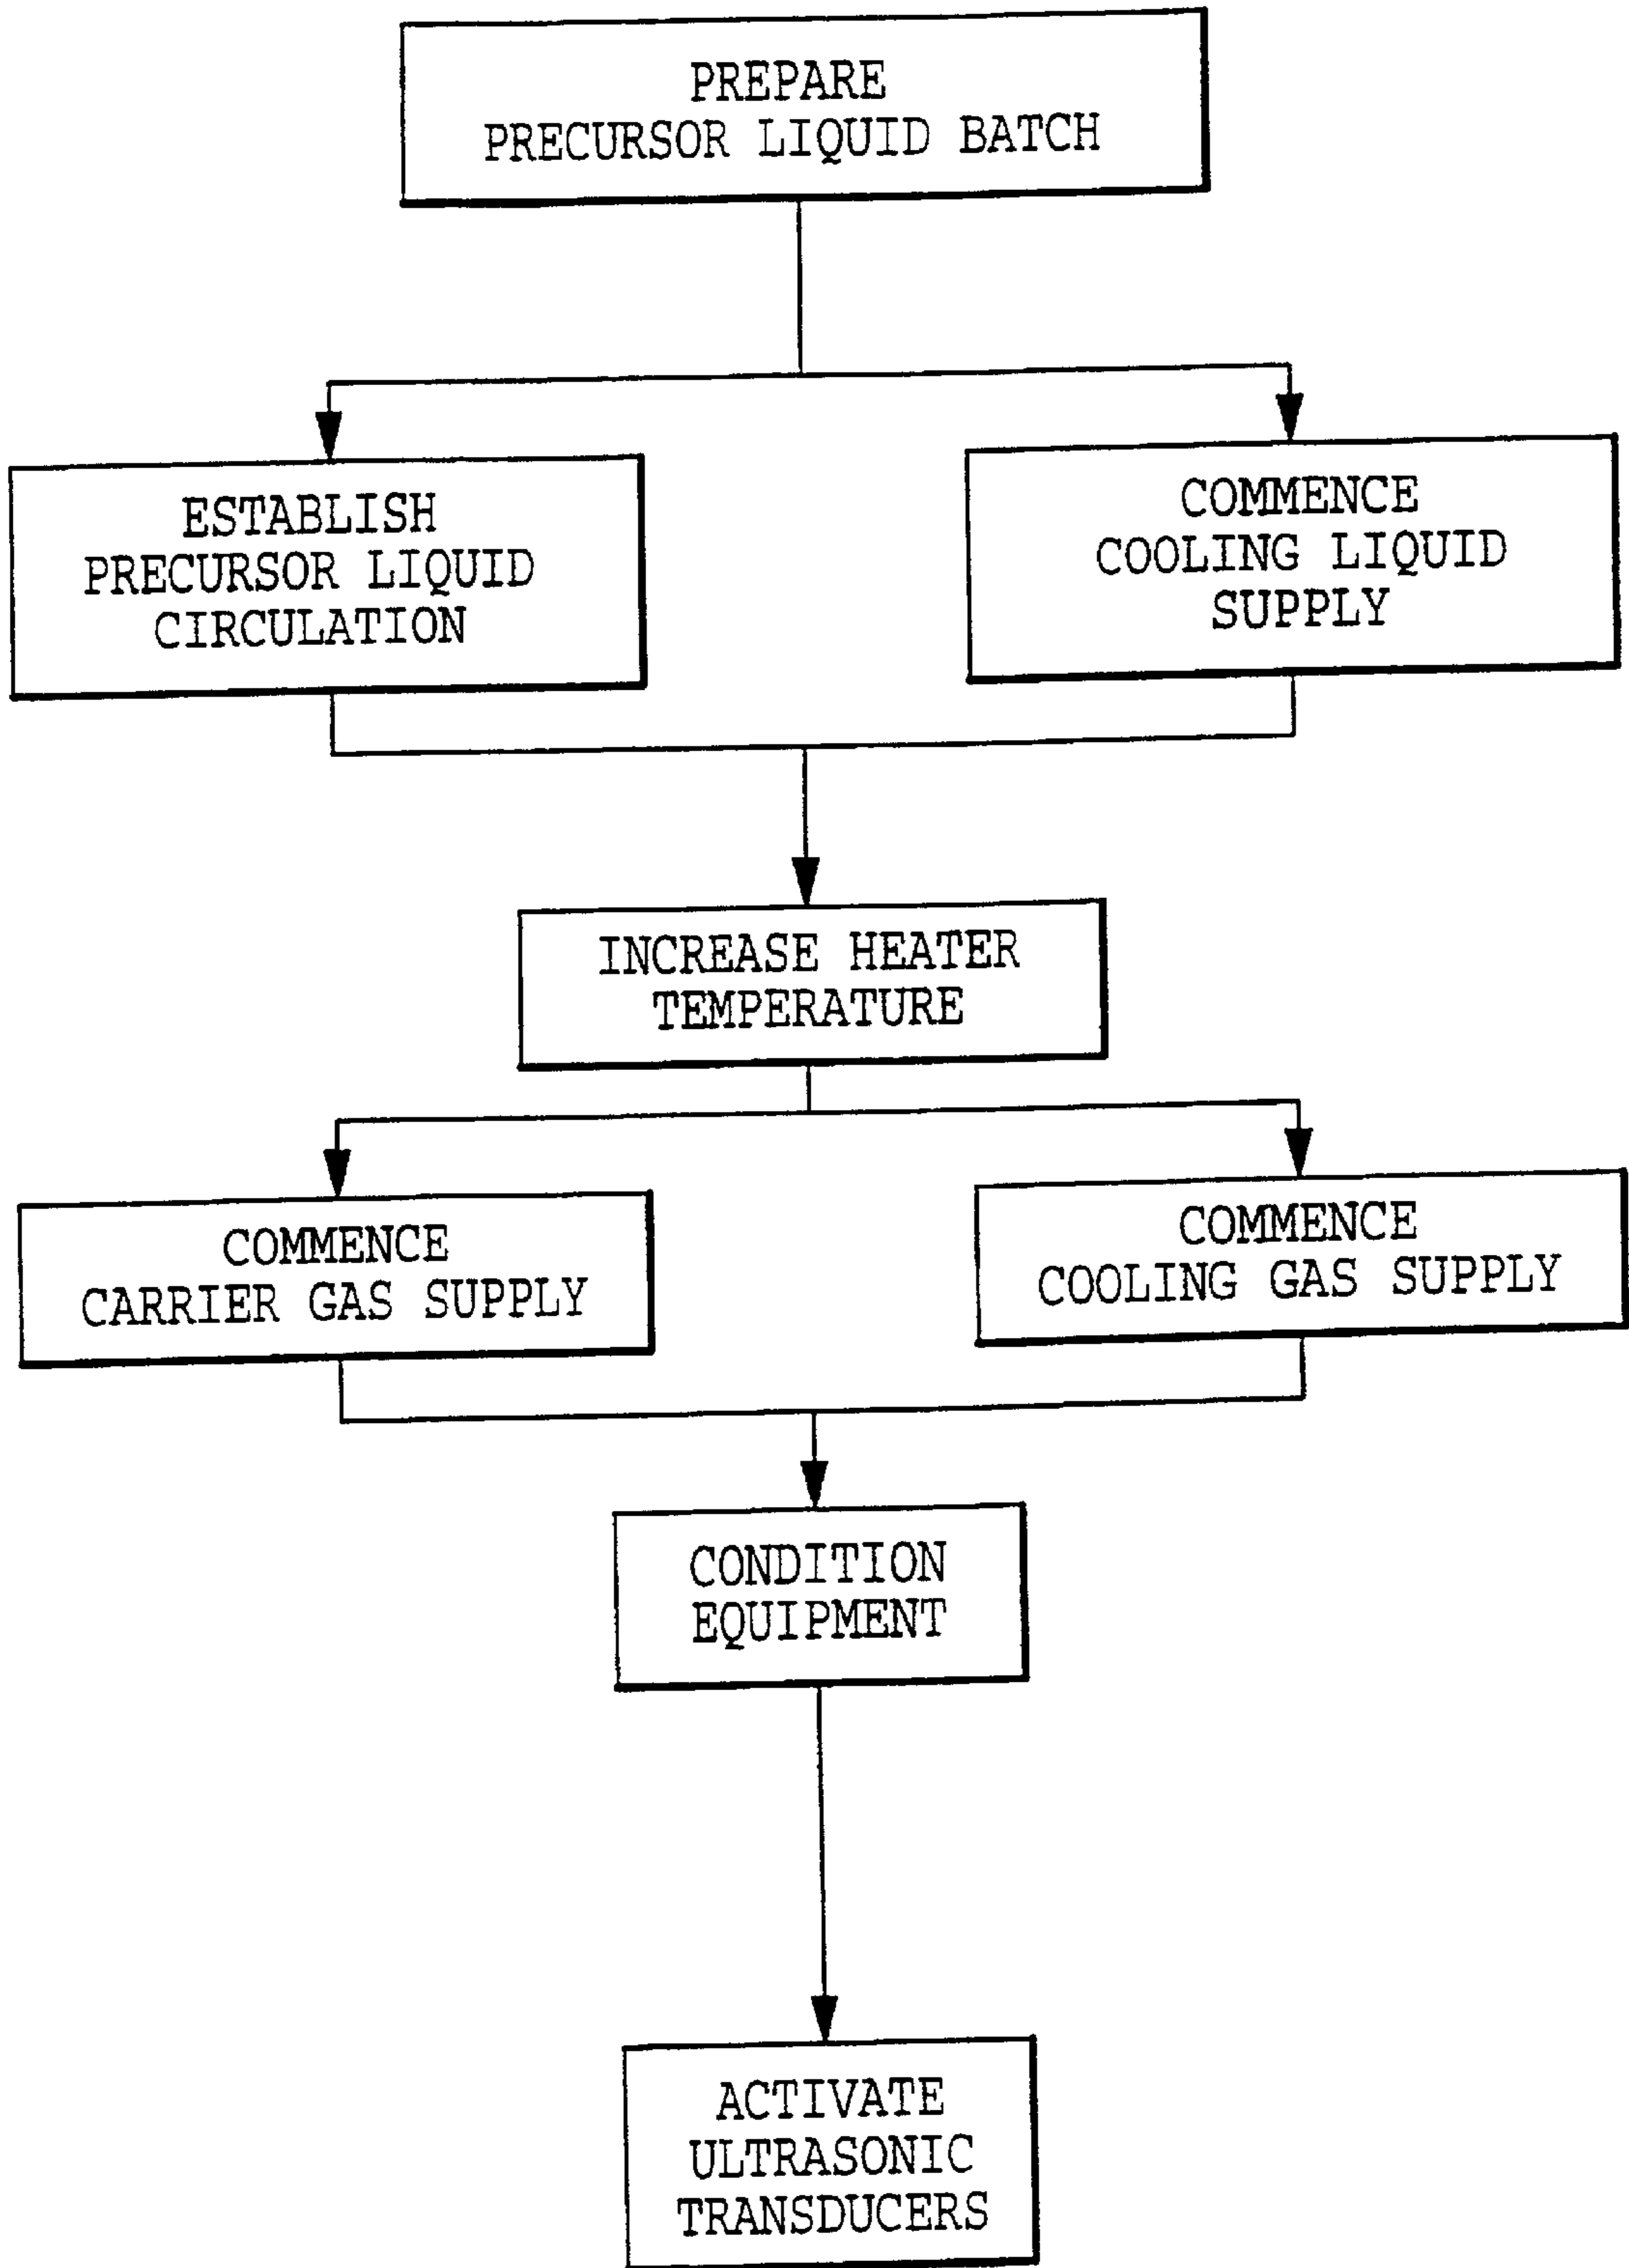 PREPARE
PRECURSOR LIQUID BATCH
ESTABLISH
PRECURSOR LIQUID
CIRCULATION
COMMENCE
COOLING LIQUID
SUPPLY
INCREASE HEATER
TEMPERATURE
COMMENCE
CARRIER GAS SUPPLY
COMMENCE
COOLING GAS SUPPLY
CONDITION
EQUIPMENT
ACTIVATE
ULTRASONIC
TRANSDUCERS